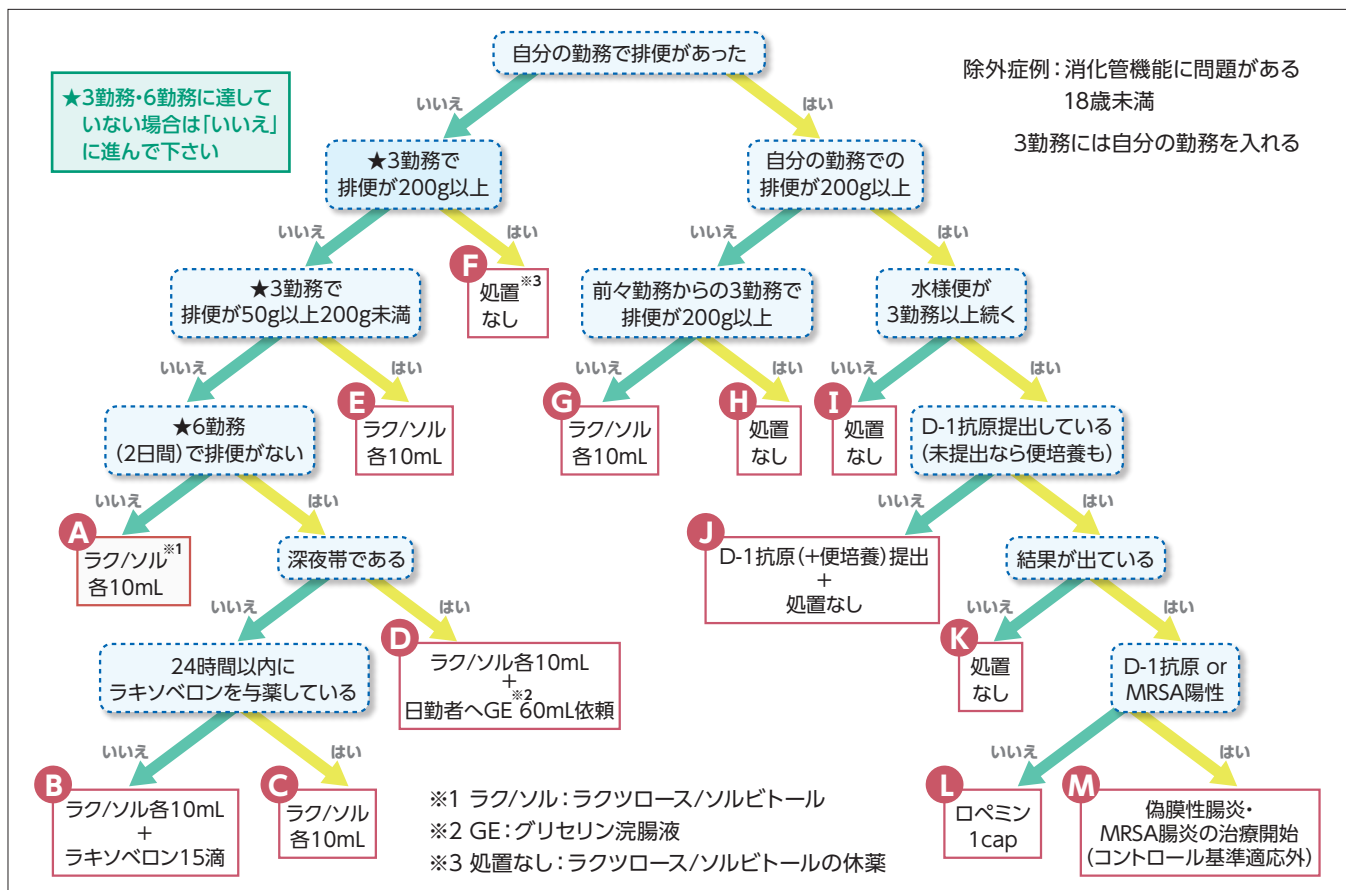 自分の勤務で排便があった
★3勤務・6勤務に達して
いない場合は「いいえ」
に進んで下さい
除外症例：消化管機能に問題がある
18歳未満
3勤務には自分の勤務を入れる
いいえ
はい
★3勤務で
排便が200g以上
自分の勤務での
排便が200g以上
いいえ
はい
いいえ
はい
★3勤務で
排便が50g以上200g未満
F
処置※3
なし
前々勤務からの3勤務で
排便が200g以上
水様便が
3勤務以上続く
いいえ
はい
いいえ
はい
いいえ
はい
★6勤務
（2日間）で排便がない
E
ラク/ソル
各10mL
G
ラク/ソル
各10mL
H
処置
なし
I
処置
なし
D-1抗原提出している
（未提出なら便培養も）
いいえ
はい
いいえ
はい
A
ラク/ソル※1
各10mL
深夜帯である
J
D-1抗原（+便培養）提出
+
処置なし
結果が出ている
いいえ
はい
いいえ
はい
24時間以内に
ラキソベロンを与薬している
D
ラク/ソル各10mL
+
日勤者へGE※2 60mL依頼
K
処置
なし
D-1抗原 or
MRSA陽性
いいえ
はい
いいえ
はい
B
ラク/ソル各10mL
+
ラキソベロン15滴
C
ラク/ソル
各10mL
※1 ラク/ソル：ラクツロース/ソルビトール
※2 GE：グリセリン浣腸液
※3 処置なし：ラクツロース/ソルビトールの休薬
L
ロペミン
1cap
M
偽膜性腸炎・
MRSA腸炎の治療開始
（コントロール基準適応外）